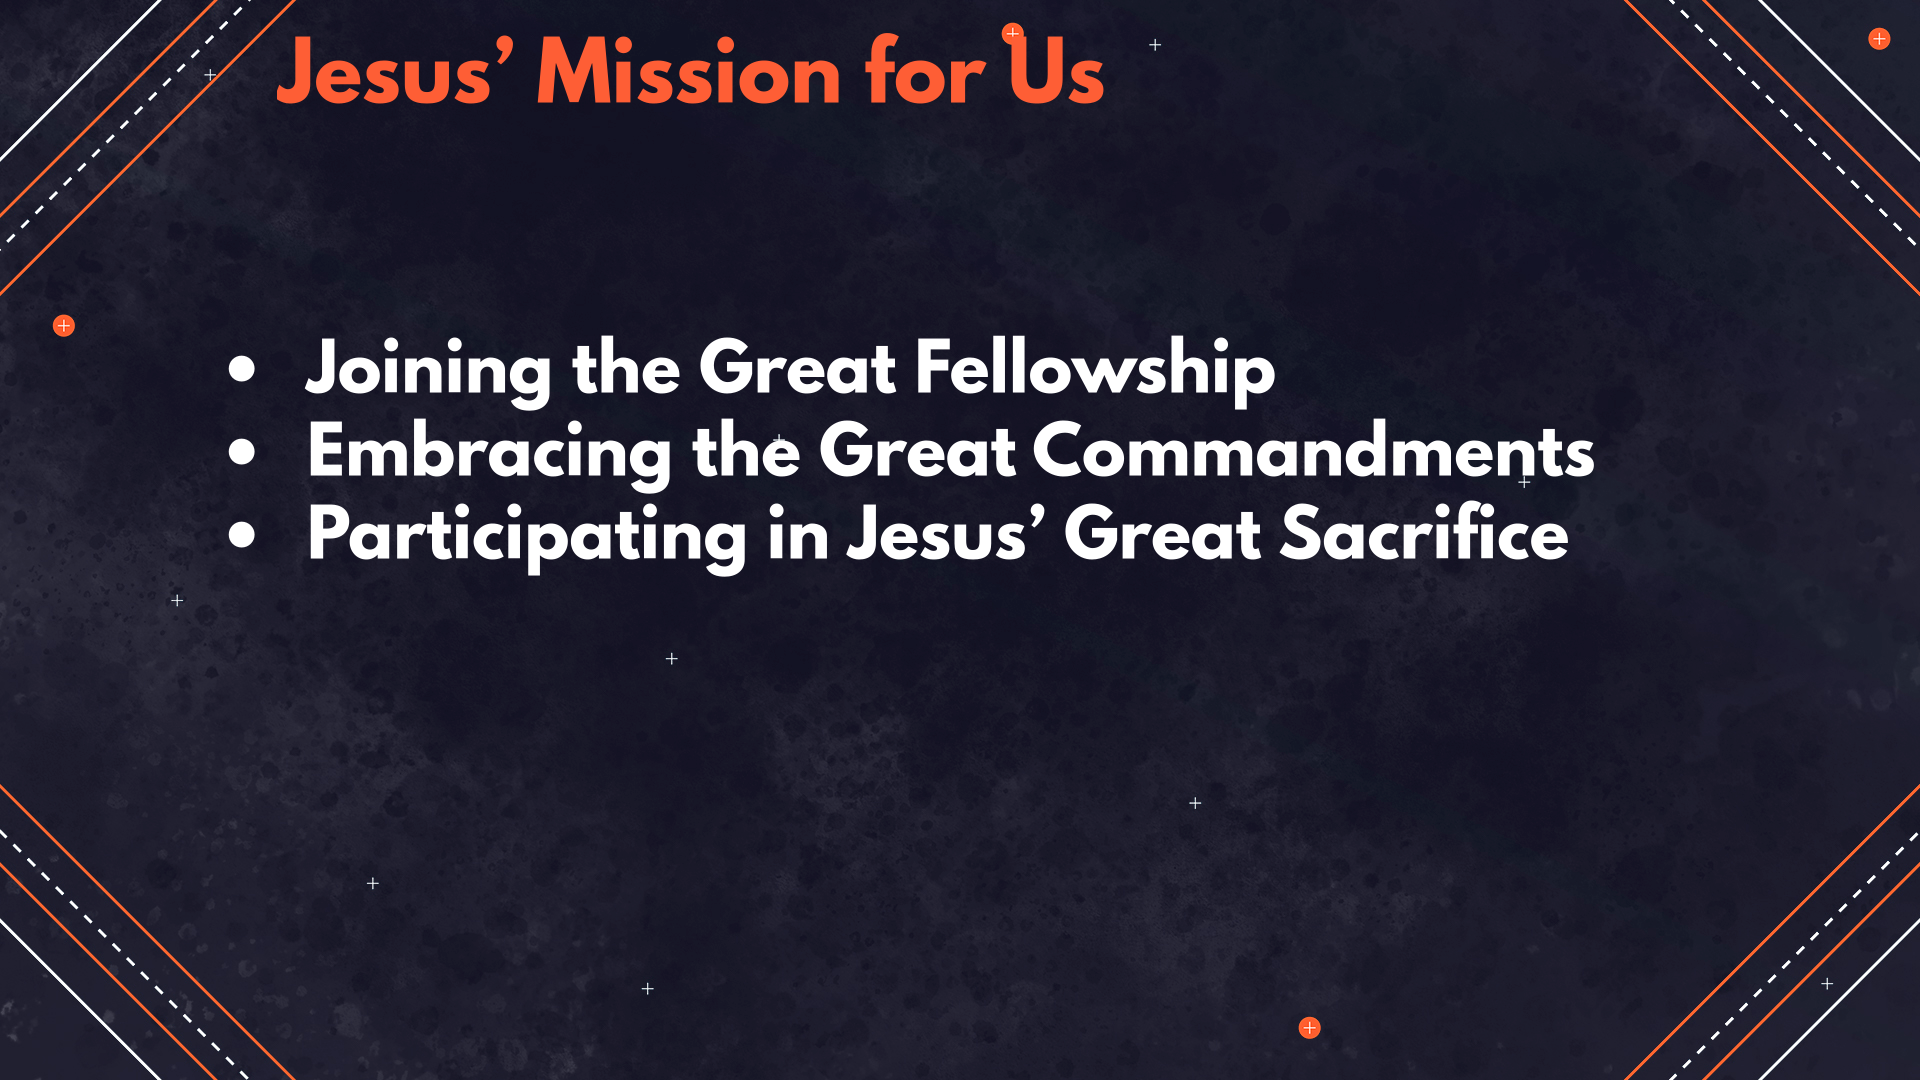 Jesus’ Mission for Us
• Joining the Great Fellowship
• Embracing the Great Commandments
• Participating in Jesus’ Great Sacrifice